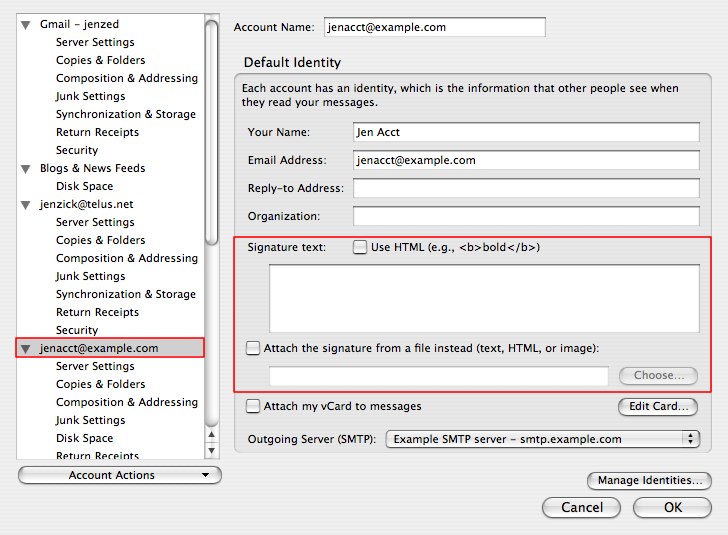 Gmail - jenzed
Server Settings
Copies & Folders
Composition & Addressing
Junk Settings
Synchronization & Storage
Return Receipts
Security
Blogs & News Feeds
Disk Space
jenzick@telus.net
Server Settings
Copies & Folders
Composition & Addressing
Junk Settings
Synchronization & Storage
Return Receipts
Security
jenacct@example.com
Server Settings
Copies & Folders
Composition & Addressing
Junk Settings
Disk Space
Return Receipts
Account Actions
Account Name: jenacct@example.com
Default Identity
Each account has an identity, which is the information that other people see when
they read your messages.
Your Name: Jen Acct
Email Address: jenacct@example.com
Reply-to Address:
Organization:
Signature text: Use HTML (e.g., <b>bold</b>)
Attach the signature from a file instead (text, HTML, or image):
Choose...
Attach my vCard to messages Edit Card...
Outgoing Server (SMTP): Example SMTP server - smtp.example.com
Manage Identities...
Cancel OK